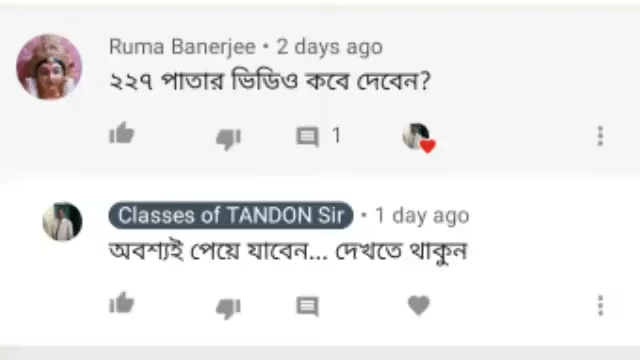 Ruma Banerjee • 2 days ago
২২৭ পাতার ভিডিও কবে দেবেন?
1
Classes of TANDON Sir • 1 day ago
অবশ্যই পেয়ে যাবেন... দেখতে থাকুন